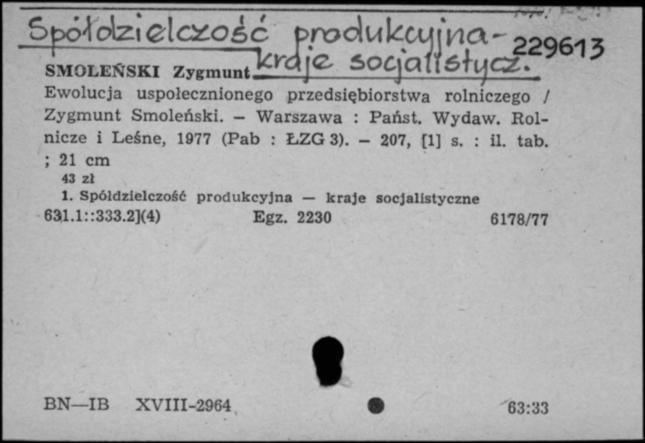 Spółdzielczość produkcyjna-
kraje socjalistycz.
229613
SMOLEŃSKI Zygmunt
Ewolucja uspołecznionego przedsiębiorstwa rolniczego /
Zygmunt Smoleński. — Warszawa : Państ. Wydaw. Rol-
nicze i Leśne, 1977 (Pab : ŁZG 3). — 207, [1] s. : il. tab.
; 21 cm
43 zł
1. Spółdzielczość produkcyjna — kraje socjalistyczne
631.1::333.2](4) Egz. 2230 6178/77
BN—IB XVIII-2964 63:33